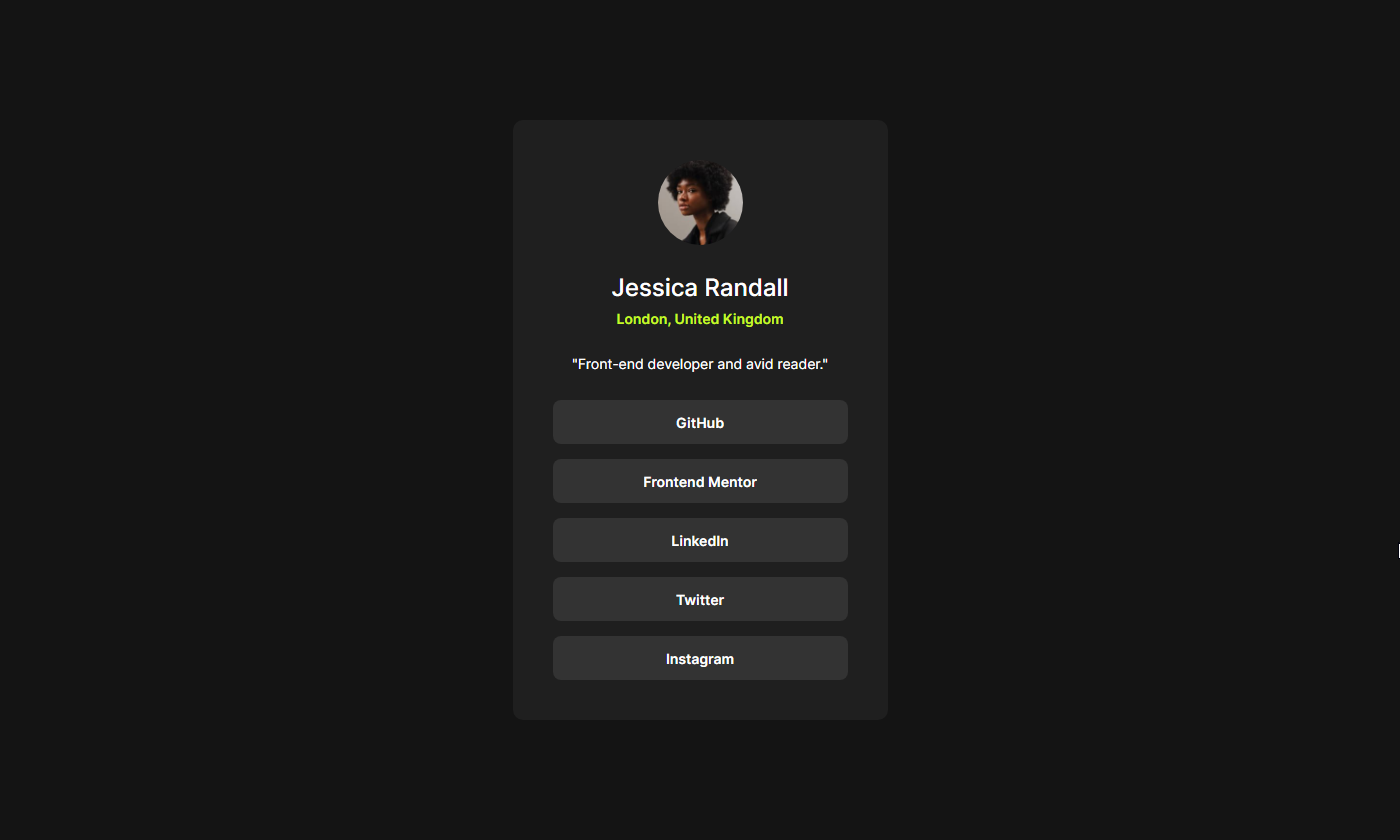 Jessica Randall
London, United Kingdom
"Front-end developer and avid reader."
GitHub
Frontend Mentor
LinkedIn
Twitter
Instagram